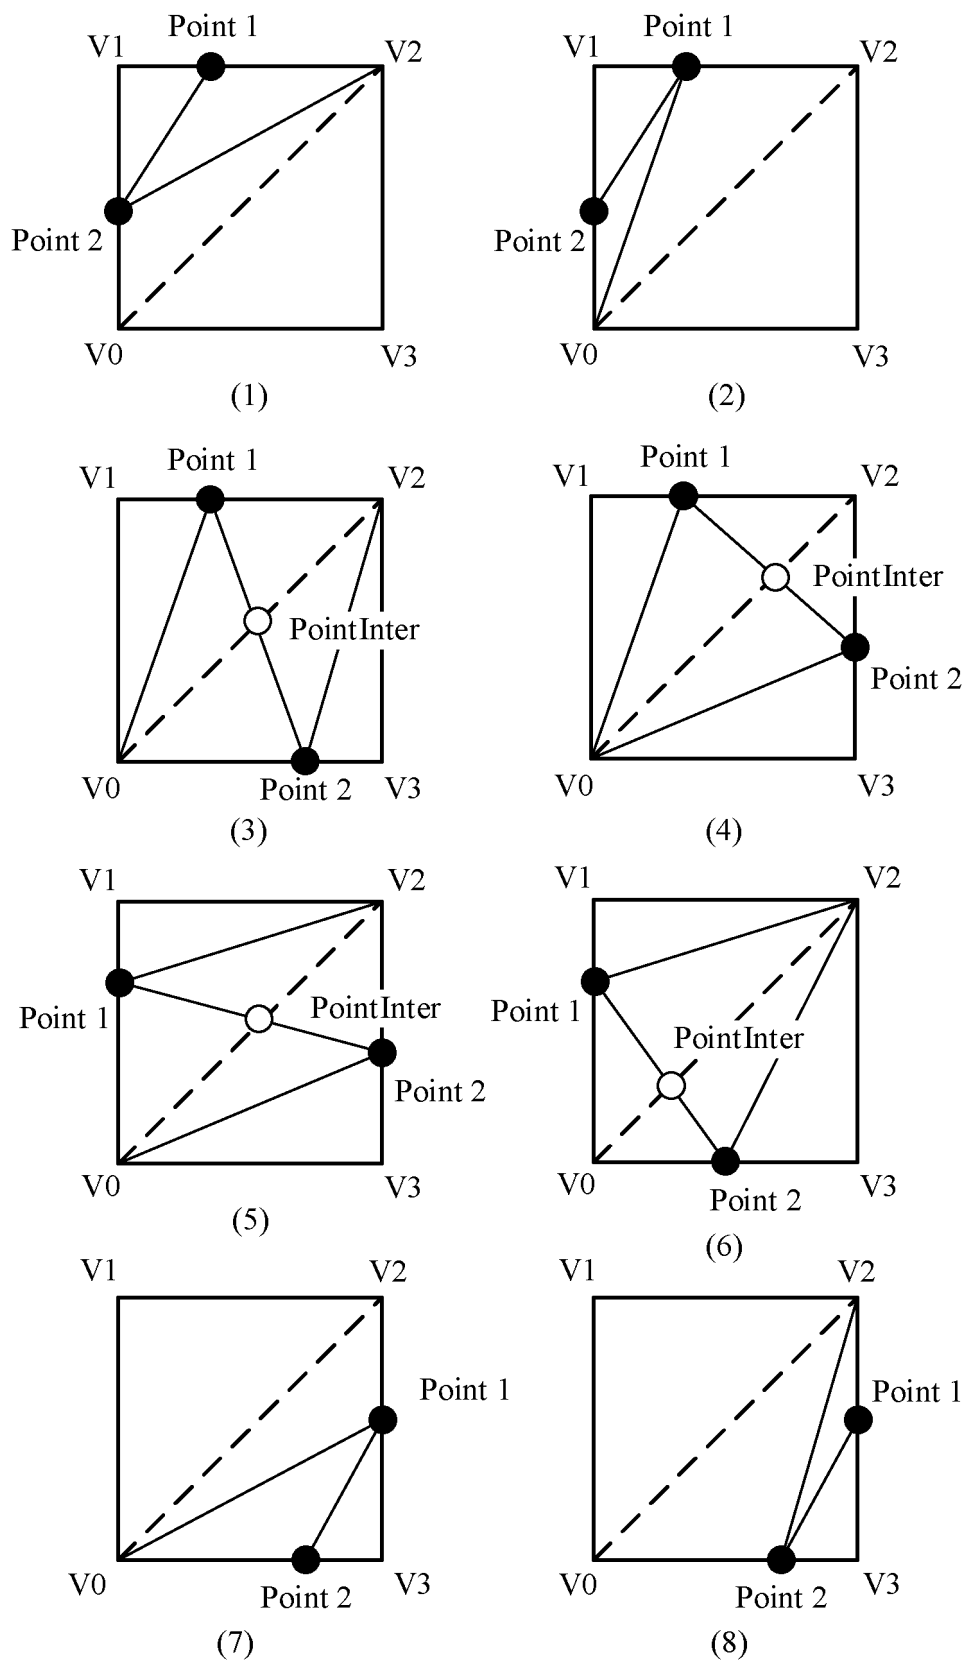 Point 1
Point 1
V1
V2
V1
V2
Point 2
Point 2
V0
V3
V0
V3
(1)
(2)
Point 1
Point 1
V1
V2
V1
V2
PointInter
PointInter
Point 2
V0
Point 2
V3
V0
V3
(3)
(4)
V1
V2
V1
V2
Point 1
PointInter
Point 1
PointInter
Point 2
V0
V3
V0
V3
Point 2
(5)
(6)
V1
V2
V1
V2
Point 1
Point 1
V0
Point 2
V3
V0
Point 2
V3
(7)
(8)